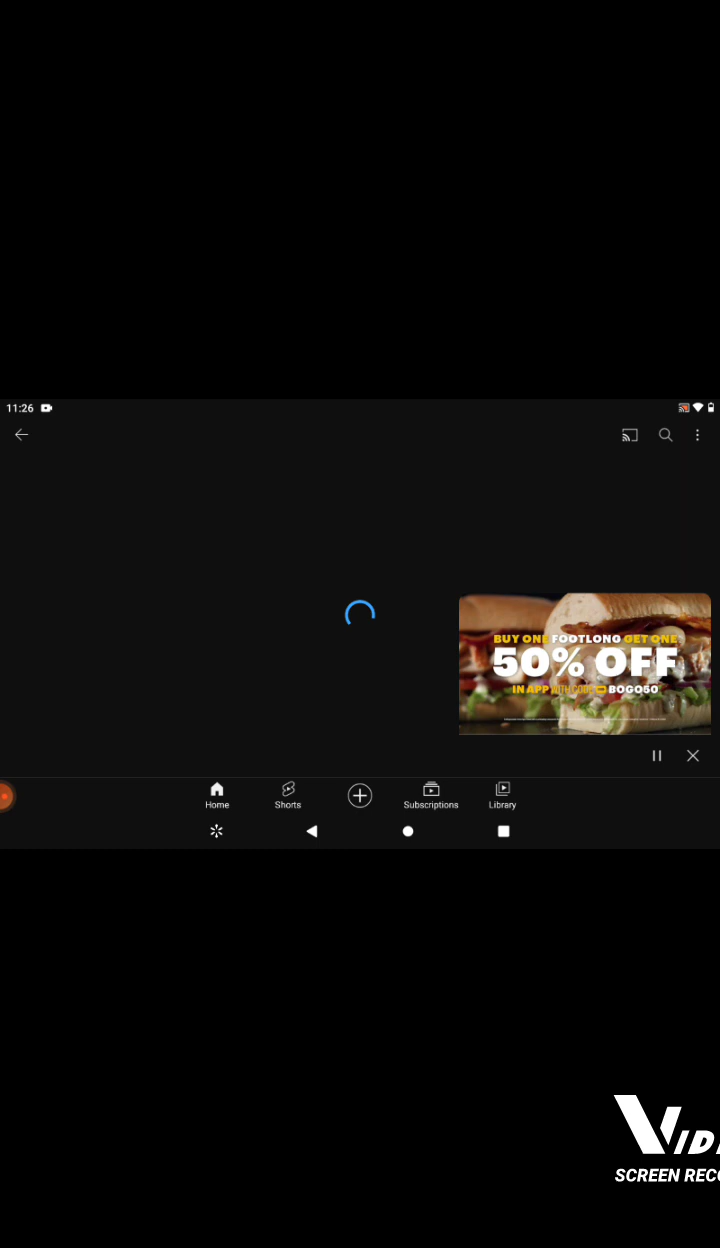 11:26
BUY ONE FOOTLONG GET ONE
50% OFF
IN APP WITH CODE BOGO50
Home
Shorts
Subscriptions
Library
SCREEN